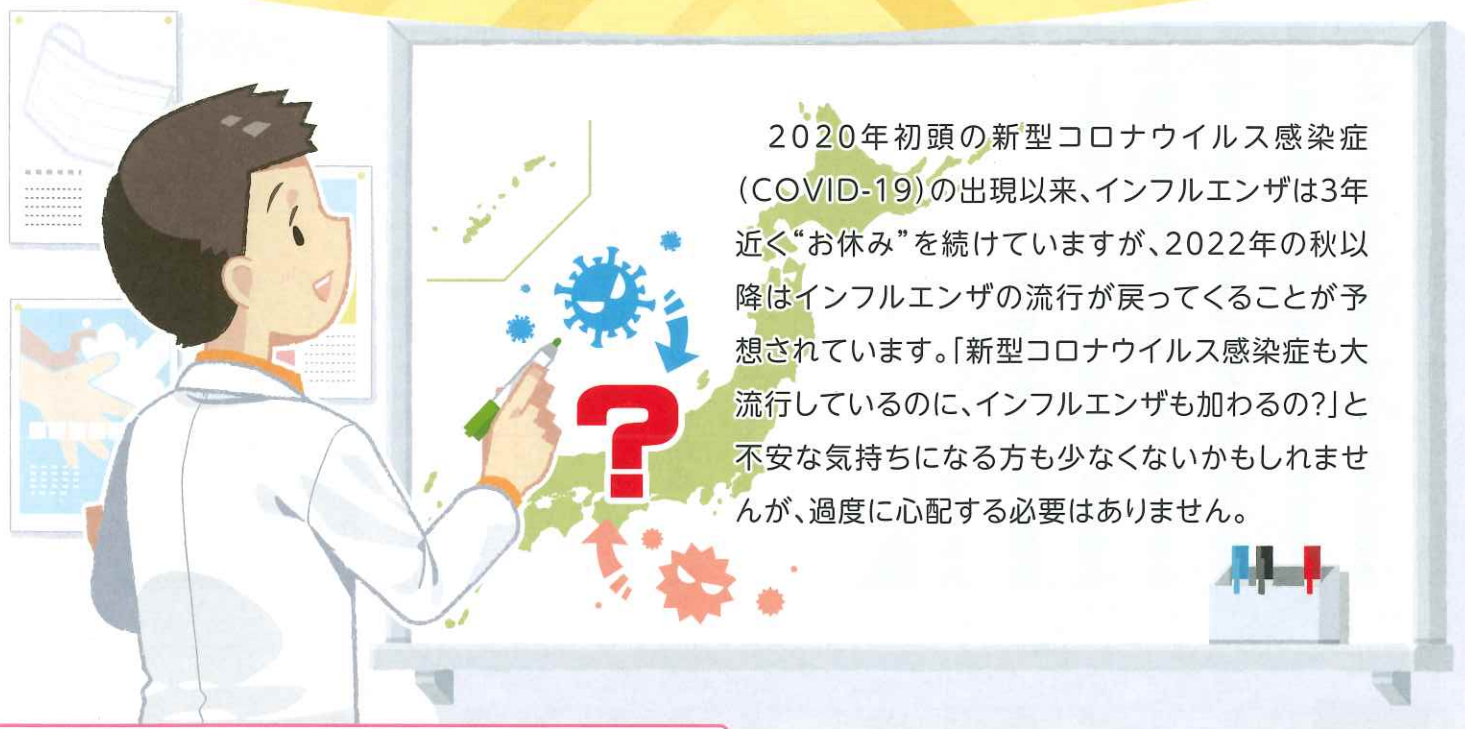 2020年初頭の新型コロナウイルス感染症
(COVID-19)の出現以来、インフルエンザは3年
近く“お休み”を続けていますが、2022年の秋以
降はインフルエンザの流行が戻ってくることが予
想されています。「新型コロナウイルス感染症も大
流行しているのに、インフルエンザも加わるの?」と
不安な気持ちになる方も少なくないかもしれませ
んが、過度に心配する必要はありません。
?